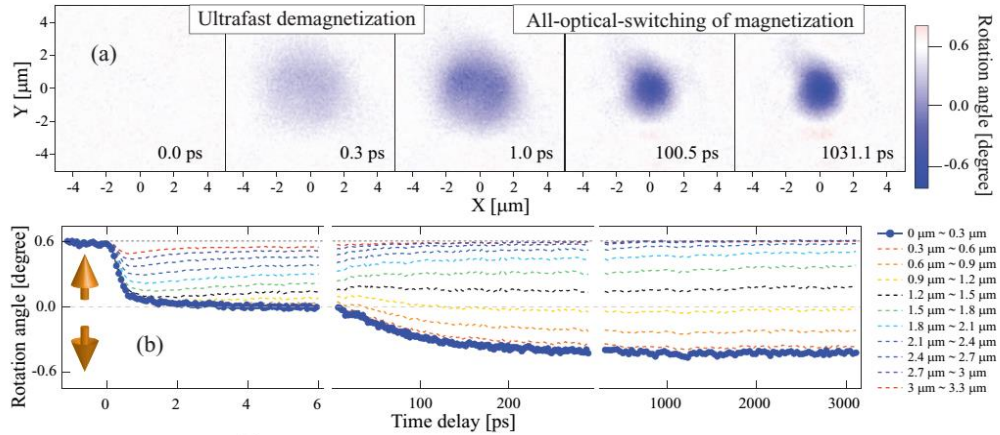 Ultrafast demagnetization
All-optical-switching of magnetization
(a)
Y [μm]
4
2
0
-2
-4
0.0 ps
0.3 ps
1.0 ps
100.5 ps
1031.1 ps
-4 -2 0 2 4
-4 -2 0 2 4
-4 -2 0 2 4
-4 -2 0 2 4
-4 -2 0 2 4
X [μm]
0.6
0.0
-0.6
Rotation angle [degree]
(b)
Rotation angle [degree]
0.6
0.0
-0.6
0 2 4 6
100 200
1000 2000 3000
Time delay [ps]
0 μm ~ 0.3 μm
0.3 μm ~ 0.6 μm
0.6 μm ~ 0.9 μm
0.9 μm ~ 1.2 μm
1.2 μm ~ 1.5 μm
1.5 μm ~ 1.8 μm
1.8 μm ~ 2.1 μm
2.1 μm ~ 2.4 μm
2.4 μm ~ 2.7 μm
2.7 μm ~ 3 μm
3 μm ~ 3.3 μm